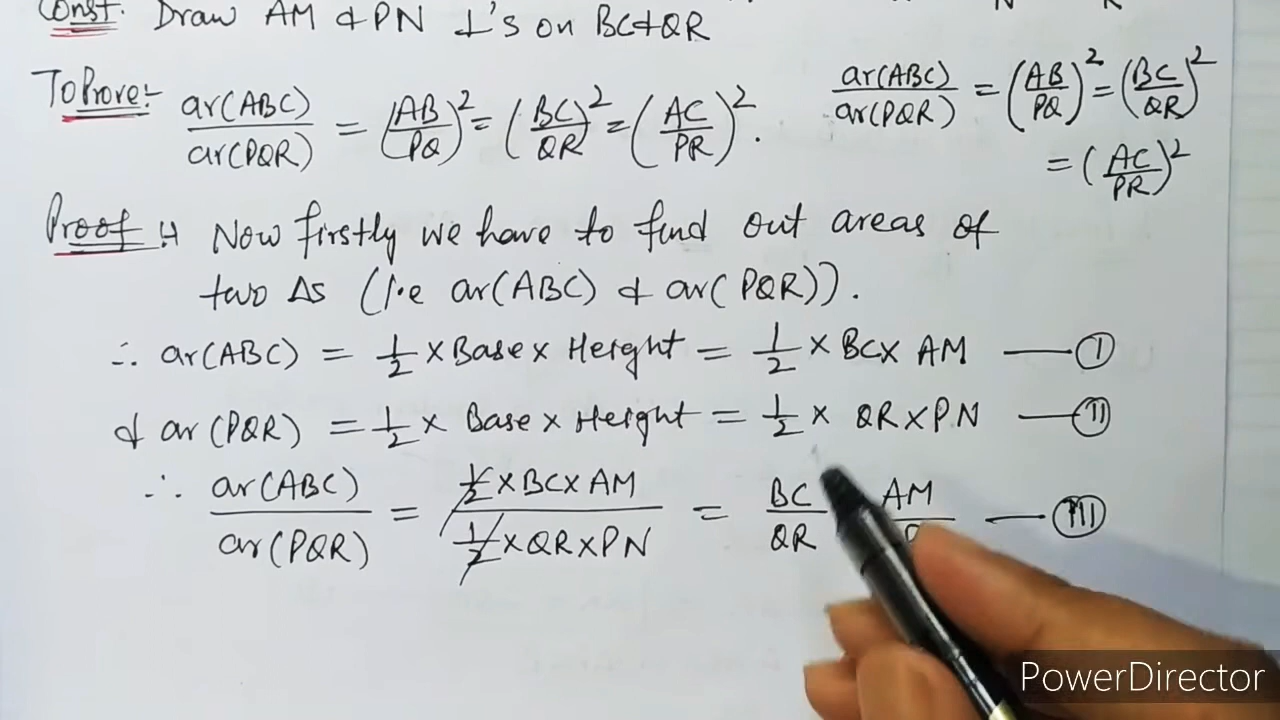 Const. Draw AM & PN ⊥'s on BC & QR
N R
To Prove:- ar(ABC)/ar(PQR) = (AB/PQ)² = (BC/QR)² = (AC/PR)².
ar(ABC)/ar(PQR) = (AB/PQ)² = (BC/QR)²
= (AC/PR)²
Proof :- Now firstly we have to find out areas of
two Δs (i.e ar(ABC) & ar(PQR)).
∴ ar(ABC) = 1/2 × Base × Height = 1/2 × BC × AM — I
& ar(PQR) = 1/2 × Base × Height = 1/2 × QR × PN — II
∴ ar(ABC)/ar(PQR) = (1/2 × BC × AM)/(1/2 × QR × PN) = BC/QR AM — III
PowerDirector